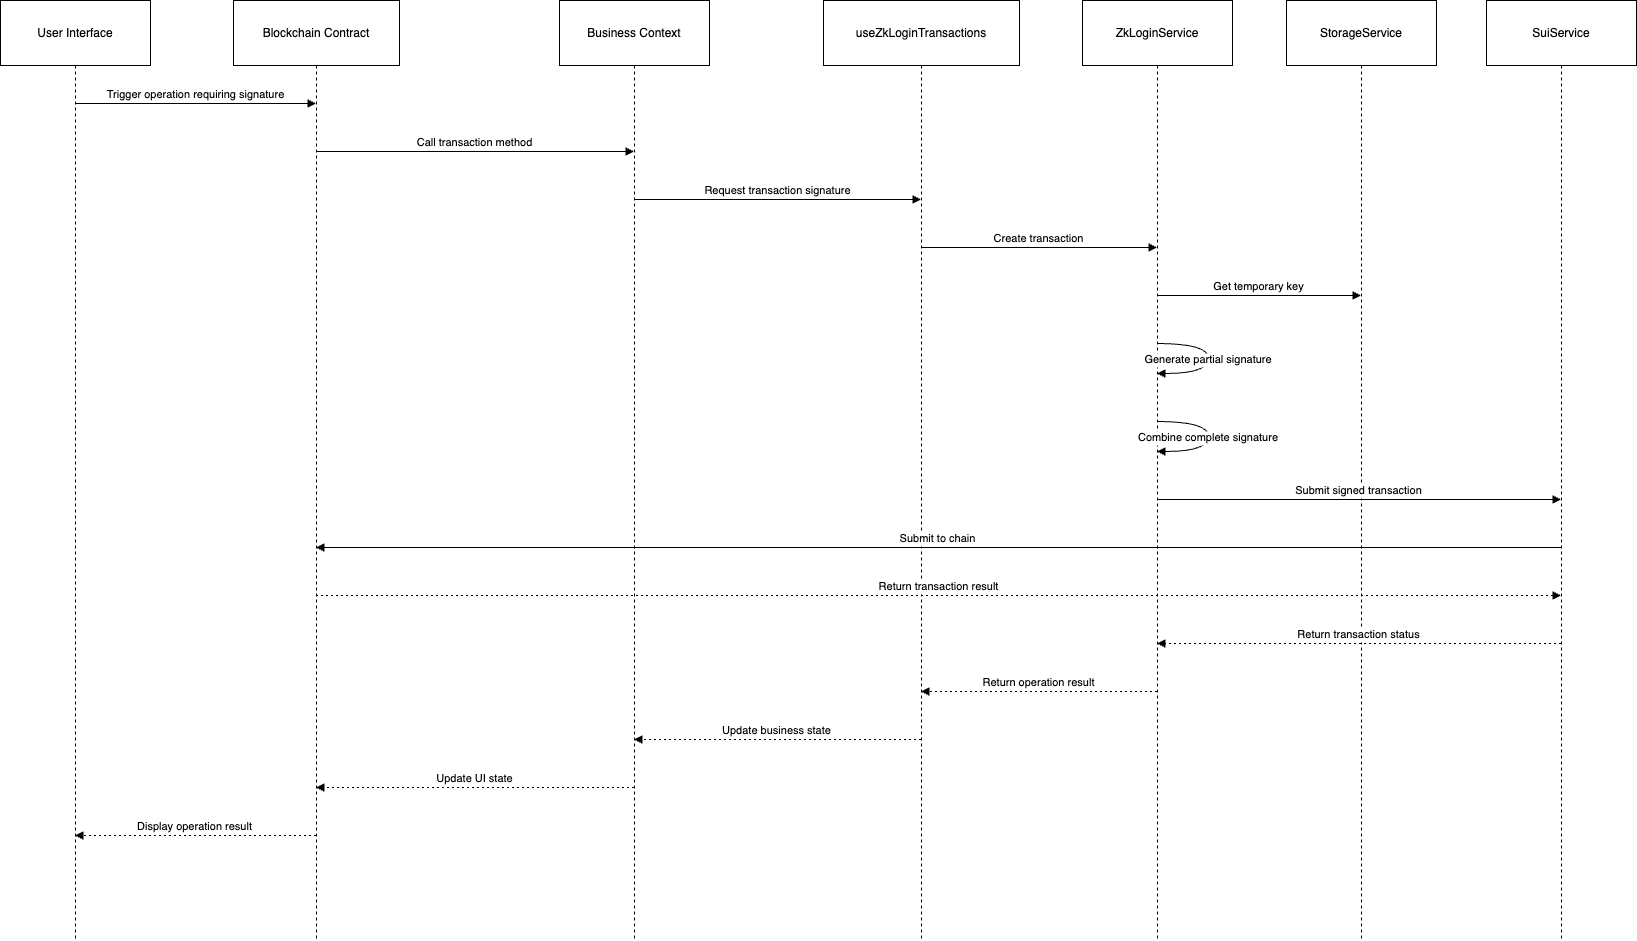 User Interface
Blockchain Contract
Business Context
useZkLoginTransactions
ZkLoginService
StorageService
SuiService
Trigger operation requiring signature
Call transaction method
Request transaction signature
Create transaction
Get temporary key
Generate partial signature
Combine complete signature
Submit signed transaction
Submit to chain
Return transaction result
Return transaction status
Return operation result
Update business state
Update UI state
Display operation result